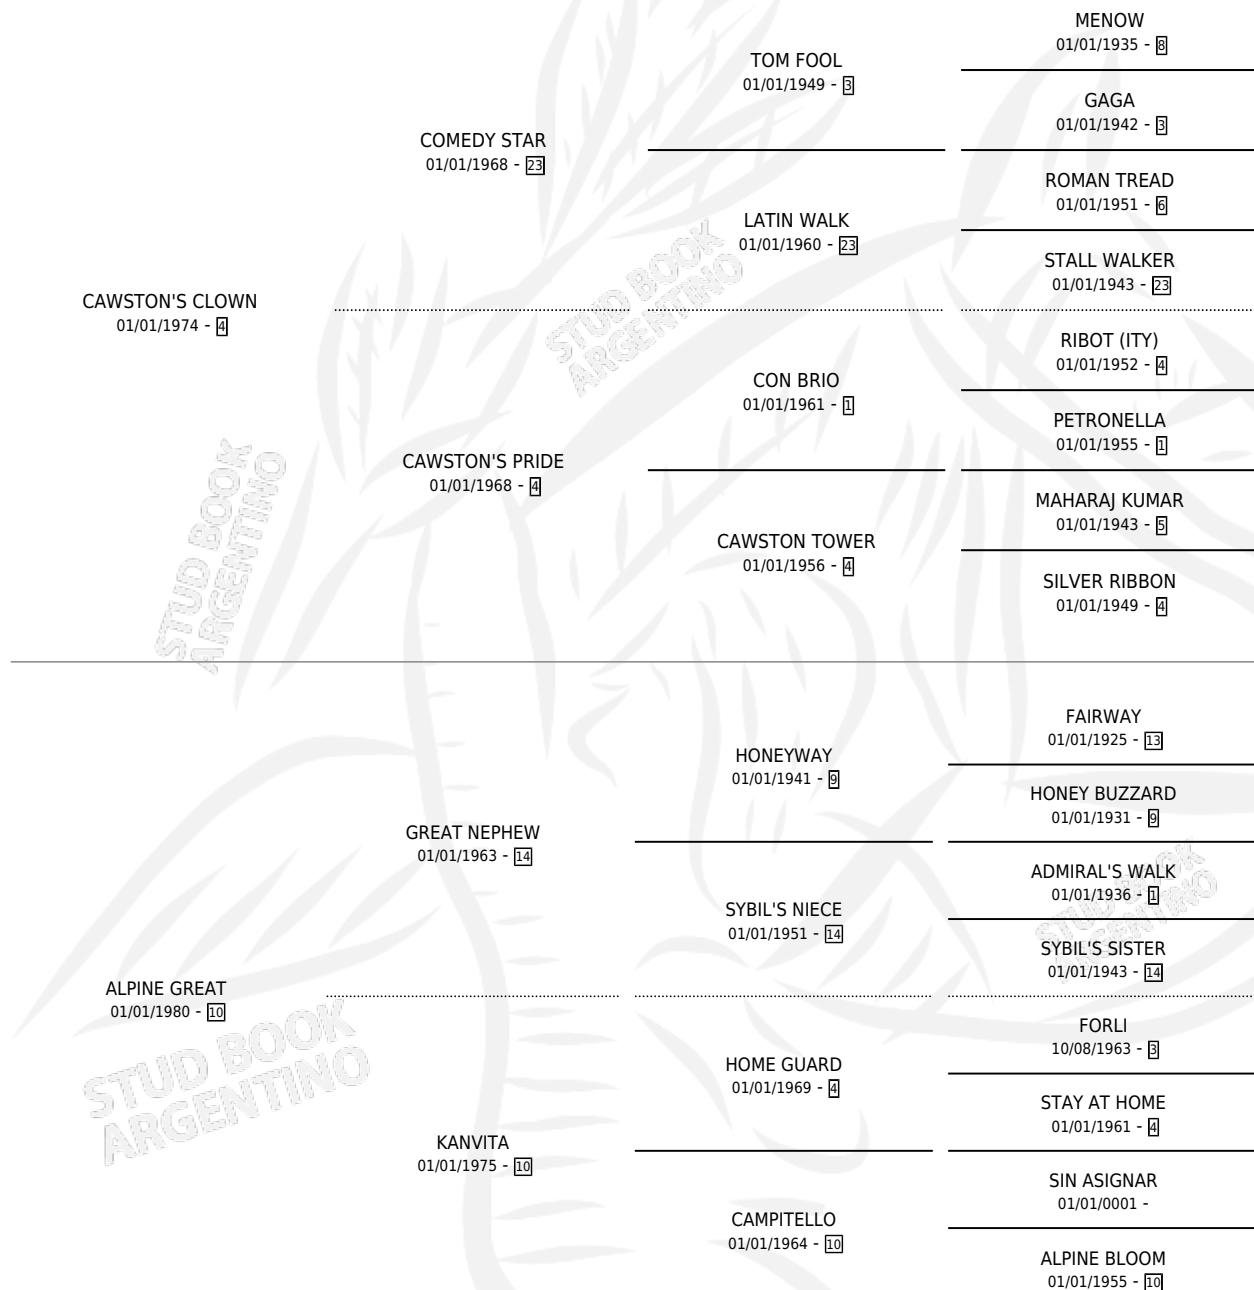 MENOW
01/01/1935 - 8
TOM FOOL
01/01/1949 - 3
GAGA
01/01/1942 - 3
COMEDY STAR
01/01/1968 - 23
ROMAN TREAD
01/01/1951 - 6
LATIN WALK
01/01/1960 - 23
STALL WALKER
01/01/1943 - 23
CAWSTON'S CLOWN
01/01/1974 - 4
STUD BOOK
ARGENTINO
RIBOT (ITY)
01/01/1952 - 4
CON BRIO
01/01/1961 - 1
PETRONELLA
01/01/1955 - 1
CAWSTON'S PRIDE
01/01/1968 - 4
MAHARAJ KUMAR
01/01/1943 - 5
CAWSTON TOWER
01/01/1956 - 4
SILVER RIBBON
01/01/1949 - 4
STUD BOOK
ARGENTINO
FAIRWAY
01/01/1925 - 13
HONEYWAY
01/01/1941 - 9
HONEY BUZZARD
01/01/1931 - 9
GREAT NEPHEW
01/01/1963 - 14
ADMIRAL'S WALK
01/01/1936 - 1
STUD BOOK
ARGENTINO
SYBIL'S NIECE
01/01/1951 - 14
SYBIL'S SISTER
01/01/1943 - 14
ALPINE GREAT
01/01/1980 - 10
STUD BOOK
ARGENTINO
FORLI
10/08/1963 - 3
HOME GUARD
01/01/1969 - 4
STAY AT HOME
01/01/1961 - 4
KANVITA
01/01/1975 - 10
SIN ASIGNAR
01/01/0001 -
CAMPITELLO
01/01/1964 - 10
ALPINE BLOOM
01/01/1955 - 10